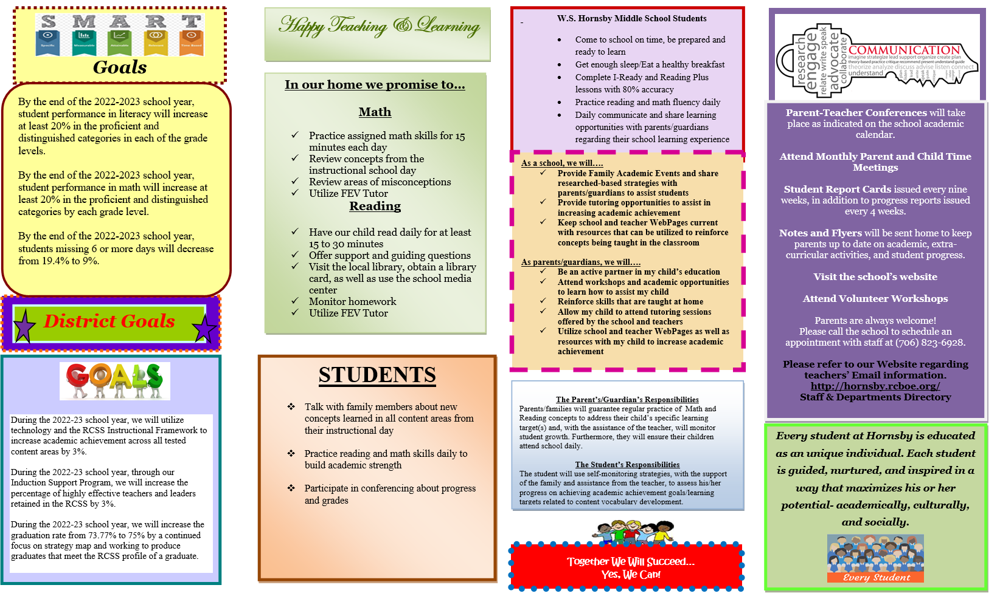 S M A R T
Specific Measurable Attainable Relevant Time Based
Goals
By the end of the 2022-2023 school year,
student performance in literacy will increase
at least 20% in the proficient and
distinguished categories in each of the grade
levels.
By the end of the 2022-2023 school year,
student performance in math will increase at
least 20% in the proficient and distinguished
categories by each grade level.
By the end of the 2022-2023 school year,
students missing 6 or more days will decrease
from 19.4% to 9%.
District Goals
GOALS
During the 2022-23 school year, we will utilize
technology and the RCSS Instructional Framework to
increase academic achievement across all tested
content areas by 3%.
During the 2022-23 school year, through our
Induction Support Program, we will increase the
percentage of highly effective teachers and leaders
retained in the RCSS by 3%.
During the 2022-23 school year, we will increase the
graduation rate from 73.77% to 75% by a continued
focus on strategy map and working to produce
graduates that meet the RCSS profile of a graduate.
Happy Teaching & Learning
In our home we promise to...
Math
✓ Practice assigned math skills for 15
minutes each day
✓ Review concepts from the
instructional school day
✓ Review areas of misconceptions
✓ Utilize FEV Tutor
Reading
✓ Have our child read daily for at least
15 to 30 minutes
✓ Offer support and guiding questions
✓ Visit the local library, obtain a library
card, as well as use the school media
center
✓ Monitor homework
✓ Utilize FEV Tutor
STUDENTS
❖ Talk with family members about new
concepts learned in all content areas from
their instructional day
❖ Practice reading and math skills daily to
build academic strength
❖ Participate in conferencing about progress
and grades
W.S. Hornsby Middle School Students
• Come to school on time, be prepared and
ready to learn
• Get enough sleep/Eat a healthy breakfast
• Complete I-Ready and Reading Plus
lessons with 80% accuracy
• Practice reading and math fluency daily
• Daily communicate and share learning
opportunities with parents/guardians
regarding their school learning experience
As a school, we will….
✓ Provide Family Academic Events and share
researched-based strategies with
parents/guardians to assist students
✓ Provide tutoring opportunities to assist in
increasing academic achievement
✓ Keep school and teacher WebPages current
with resources that can be utilized to reinforce
concepts being taught in the classroom
As parents/guardians, we will….
✓ Be an active partner in my child's education
✓ Attend workshops and academic opportunities
to learn how to assist my child
✓ Reinforce skills that are taught at home
✓ Allow my child to attend tutoring sessions
offered by the school and teachers
✓ Utilize school and teacher WebPages as well as
resources with my child to increase academic
achievement
The Parent's/Guardian's Responsibilities
Parents/families will guarantee regular practice of Math and
Reading concepts to address their child's specific learning
target(s) and, with the assistance of the teacher, will monitor
student growth. Furthermore, they will ensure their children
attend school daily.
The Student's Responsibilities
The student will use self-monitoring strategies, with the support
of the family and assistance from the teacher, to assess his/her
progress on achieving academic achievement goals/learning
targets related to content vocabulary development.
Together We Will Succeed...
Yes, We Can!
research
engage
relate write speak
advocate
collaborate
COMMUNICATION
imagine strategize lead support organize create plan
theory-based practice critique recommend present understand guide
theorize analyze discuss advise listen connect
understand
Parent-Teacher Conferences will take
place as indicated on the school academic
calendar.
Attend Monthly Parent and Child Time
Meetings
Student Report Cards issued every nine
weeks, in addition to progress reports issued
every 4 weeks.
Notes and Flyers will be sent home to keep
parents up to date on academic, extra-
curricular activities, and student progress.
Visit the school's website
Attend Volunteer Workshops
Parents are always welcome!
Please call the school to schedule an
appointment with staff at (706) 823-6928.
Please refer to our Website regarding
teachers' Email information.
http://hornsby.rcboe.org/
Staff & Departments Directory
Every student at Hornsby is educated
as an unique individual. Each student
is guided, nurtured, and inspired in a
way that maximizes his or her
potential- academically, culturally,
and socially.
Every Student